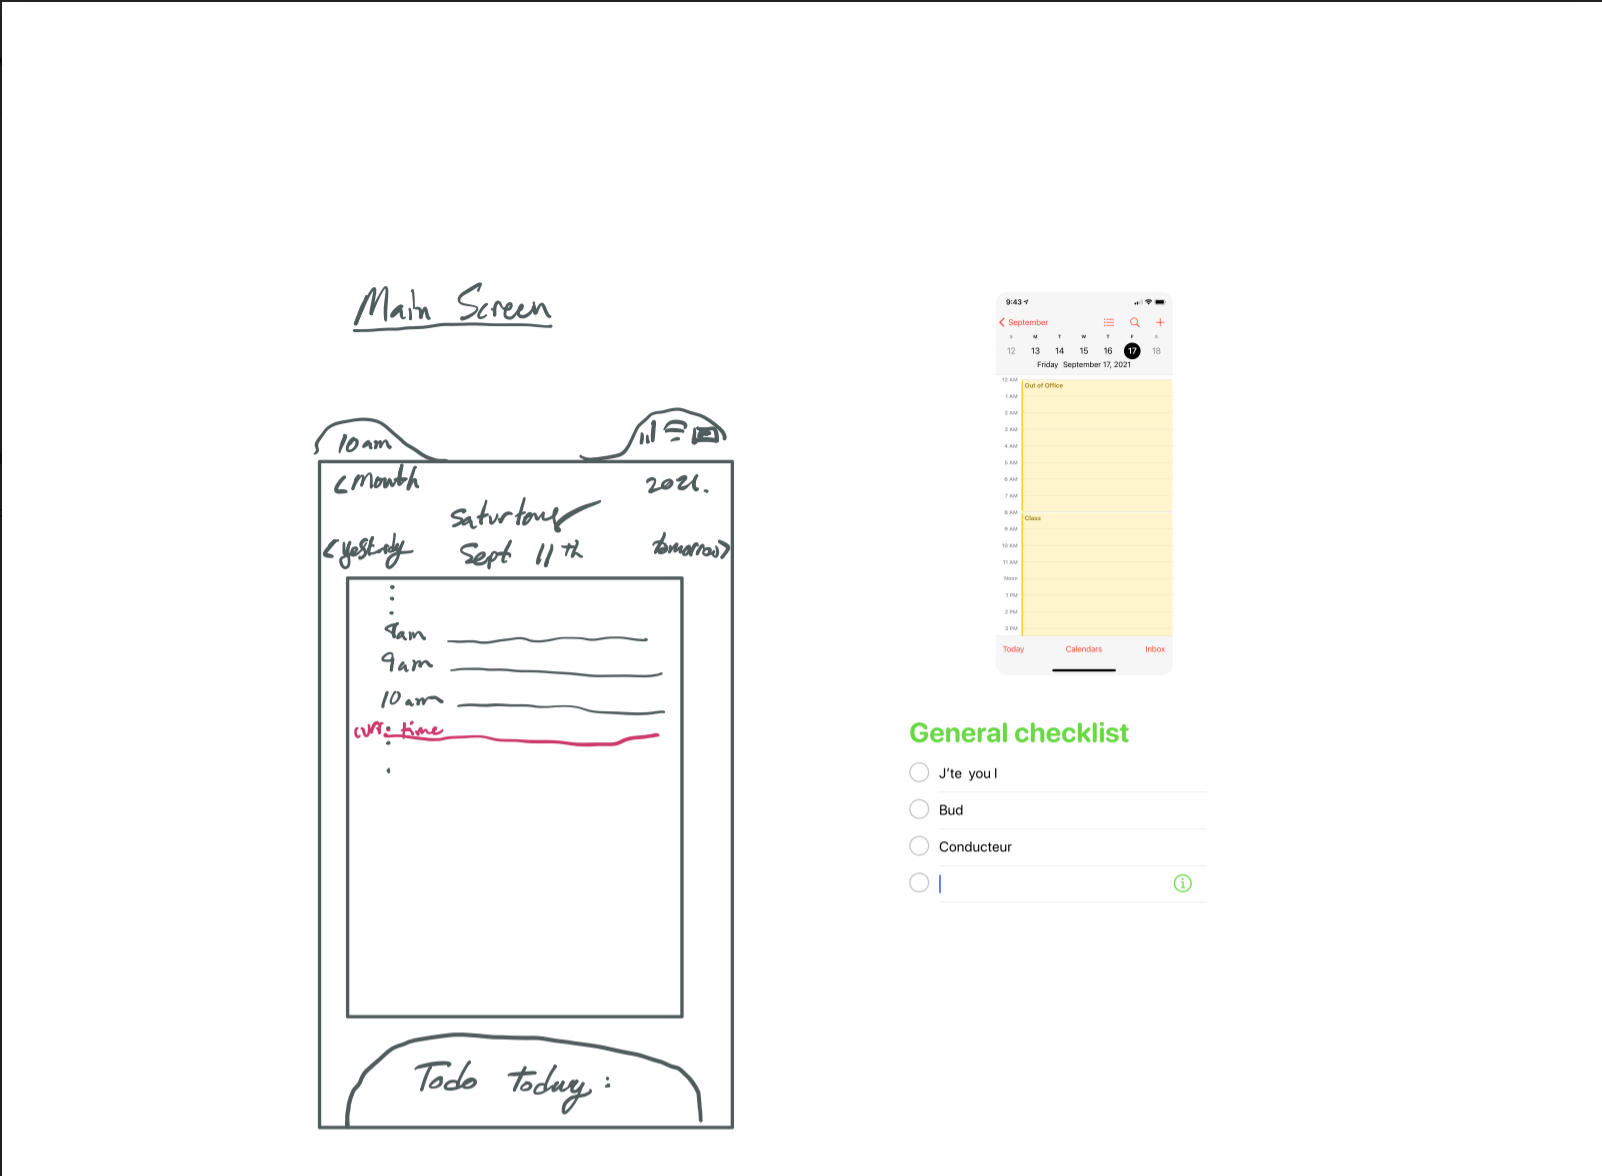 Main Screen
10am
<Month
2021.
Sept 11th
<yestrdy
tomorrow>
8am
9am
10am
curr. time
Todo today:
9:43
< September
S M T W T F S
12 13 14 15 16 17 18
Friday September 17, 2021
12 AM
Out of Office
1 AM
2 AM
3 AM
4 AM
5 AM
6 AM
7 AM
8 AM
Class
9 AM
10 AM
11 AM
Noon
1 PM
2 PM
3 PM
Today Calendars Inbox
General checklist
J'te you l
Bud
Conducteur